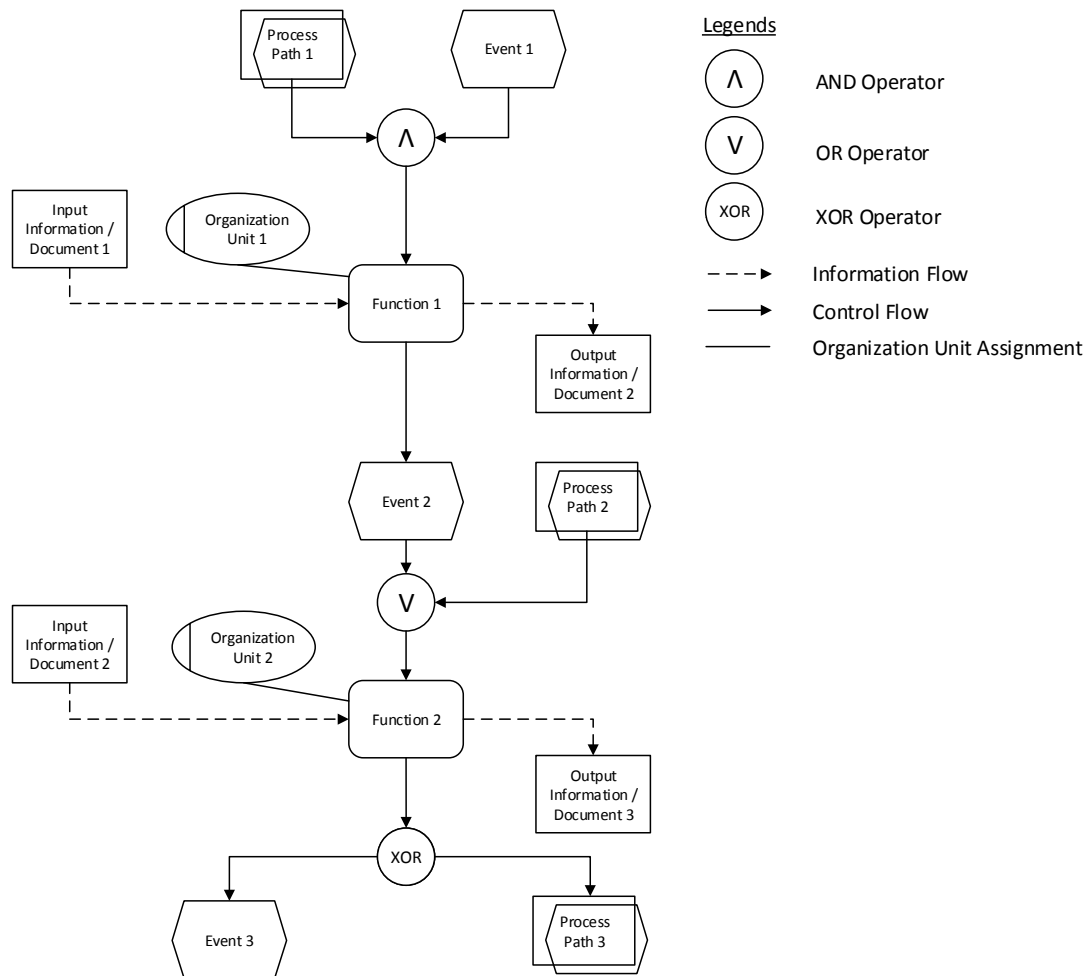 Process
Path 1
Event 1
Λ
Input
Information /
Document 1
Organization
Unit 1
Function 1
Output
Information /
Document 2
Event 2
Process
Path 2
V
Input
Information /
Document 2
Organization
Unit 2
Function 2
Output
Information /
Document 3
XOR
Event 3
Process
Path 3
Legends
Λ
AND Operator
V
OR Operator
XOR
XOR Operator
Information Flow
Control Flow
Organization Unit Assignment